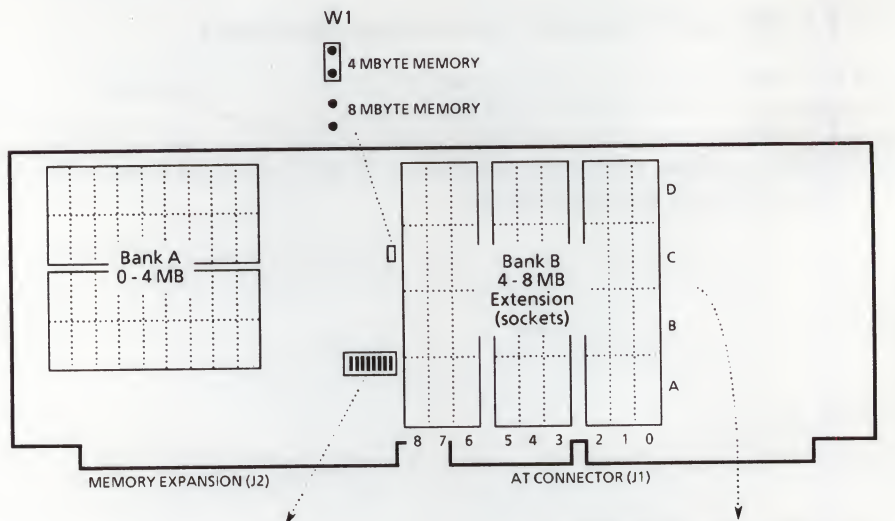 W1
4 MBYTE MEMORY
8 MBYTE MEMORY
Bank A
0 - 4 MB
Bank B
4 - 8 MB
Extension
(sockets)
D
C
B
A
8 7 6 5 4 3 2 1 0
MEMORY EXPANSION (J2)
AT CONNECTOR (J1)